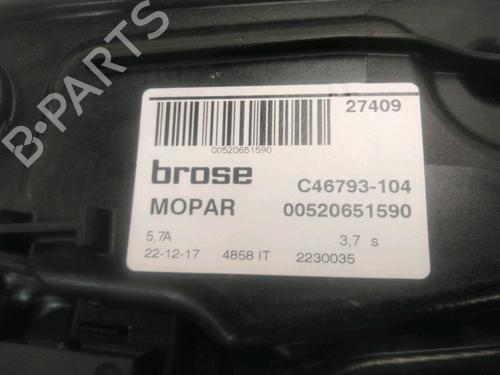 27409
00520651590
brose
C46793-104
MOPAR
00520651590
5,7A
3,7 s
22-12-17
4858 IT
2230035
B-PARTS